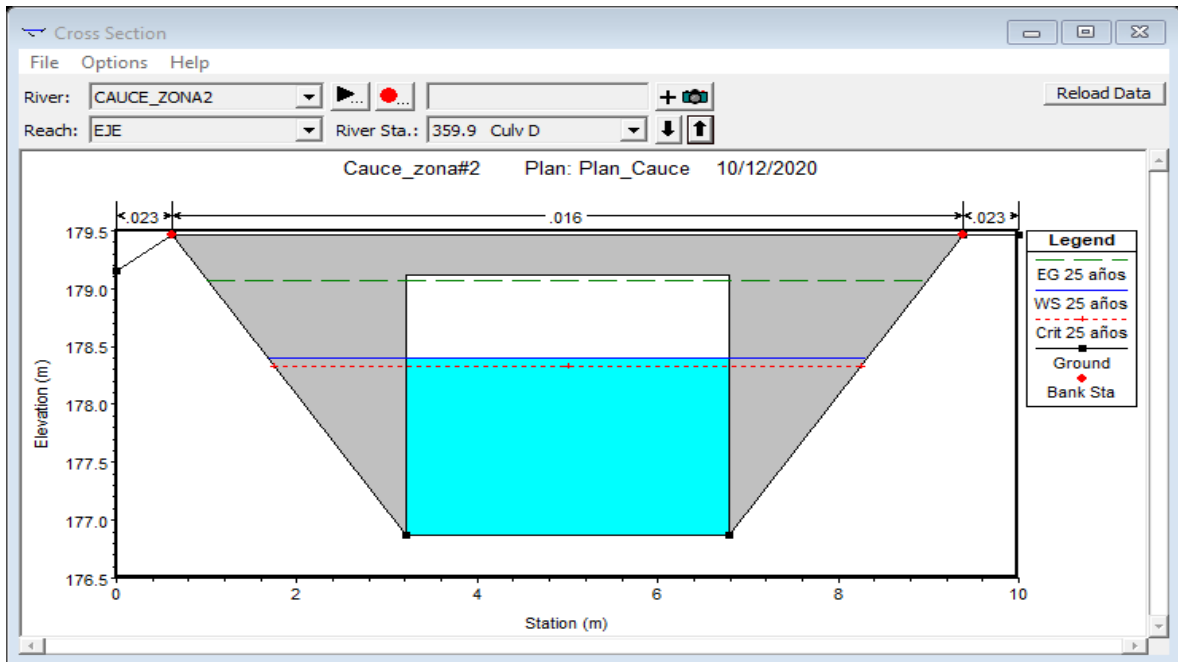 Cross Section
File Options Help
River: CAUCE_ZONA2
Reload Data
Reach: EJE River Sta.: 359.9 Culv D
Cauce_zona#2 Plan: Plan_Cauce 10/12/2020
.023 .016 .023
179.5
179.0
178.5
178.0
177.5
177.0
176.5
Elevation (m)
0 2 4 6 8 10
Station (m)
Legend
EG 25 años
WS 25 años
Crit 25 años
Ground
Bank Sta